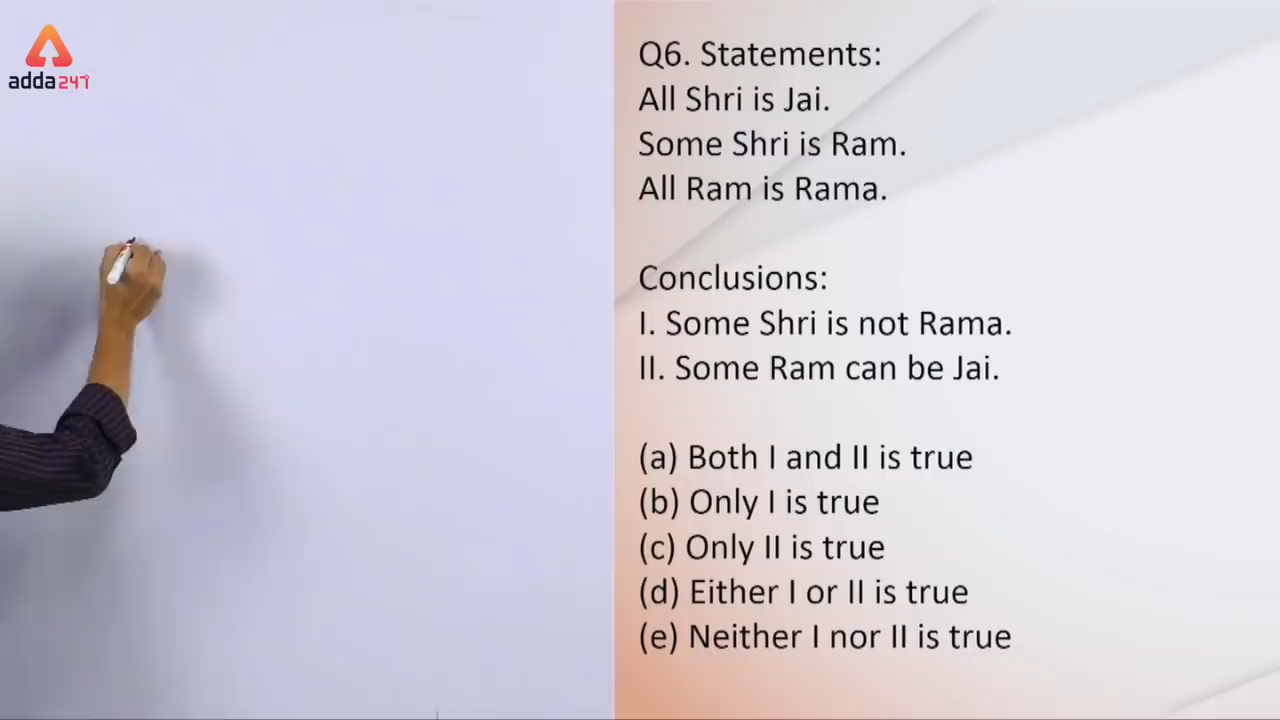 adda247
Q6. Statements:
All Shri is Jai.
Some Shri is Ram.
All Ram is Rama.
Conclusions:
I. Some Shri is not Rama.
II. Some Ram can be Jai.
(a) Both I and II is true
(b) Only I is true
(c) Only II is true
(d) Either I or II is true
(e) Neither I nor II is true